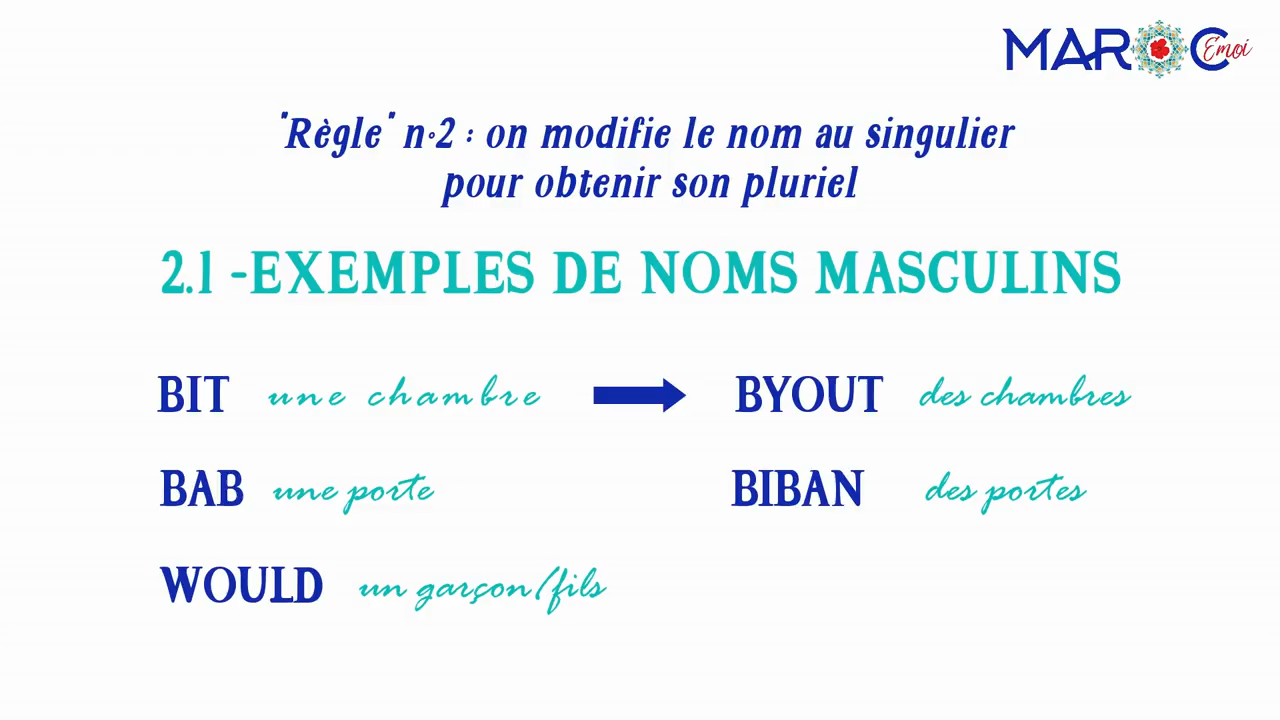 MAROC Emoi
"Règle" n°2 : on modifie le nom au singulier
pour obtenir son pluriel
2.1 -EXEMPLES DE NOMS MASCULINS
BIT une chambre BYOUT des chambres
BAB une porte BIBAN des portes
WOULD un garçon/fils